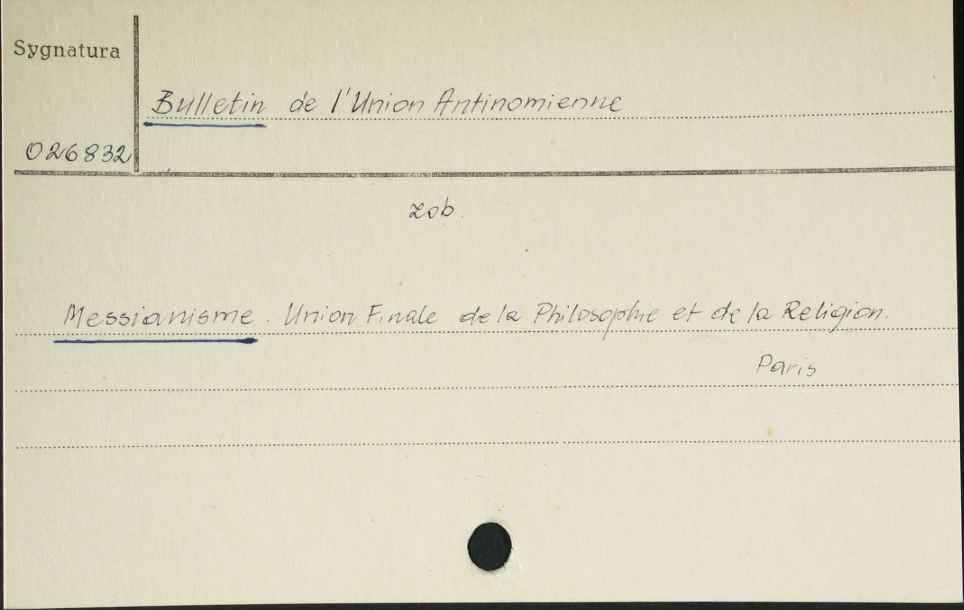 Sygnatura
Bulletin de l'Union Antinomienne
026832
zob.
Messianisme. Union Finale de la Philosophie et de la Religion.
Paris